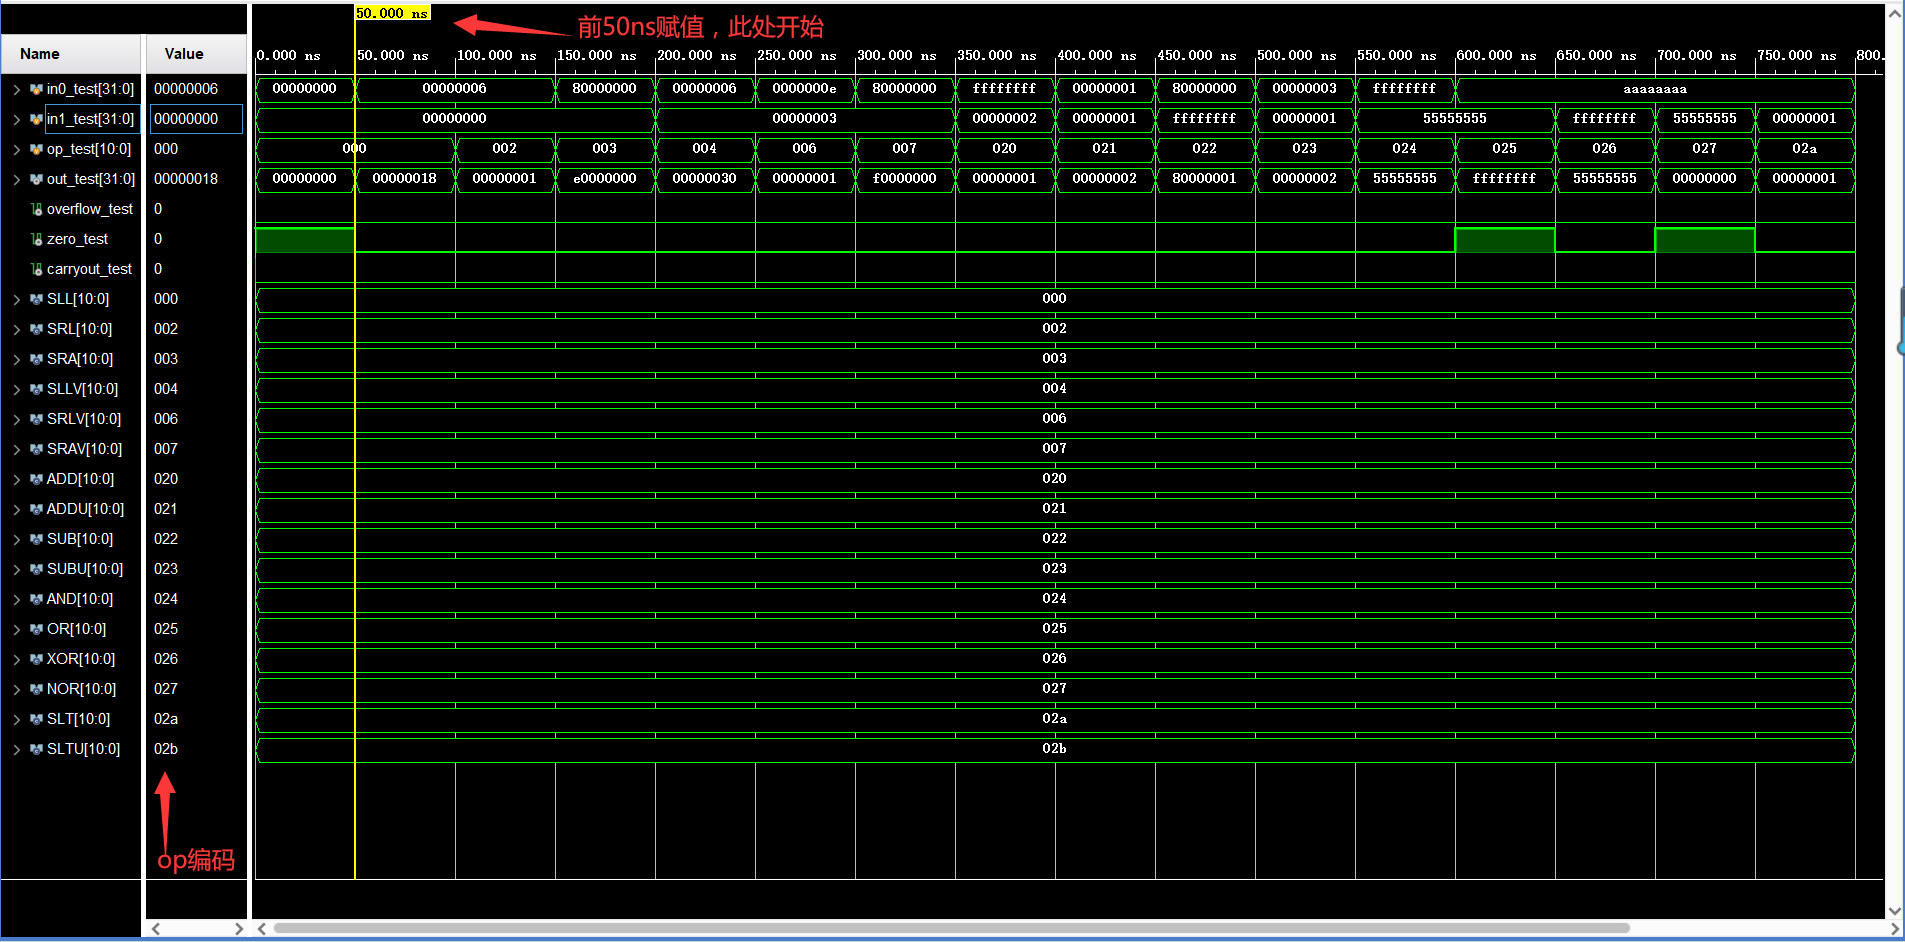 50.000 ns
前50ns赋值，此处开始
Name Value
0.000 ns 50.000 ns 100.000 ns 150.000 ns 200.000 ns 250.000 ns 300.000 ns 350.000 ns 400.000 ns 450.000 ns 500.000 ns 550.000 ns 600.000 ns 650.000 ns 700.000 ns 750.000 ns 800.
in0_test[31:0] 00000006 00000000 00000006 80000000 00000006 0000000e 80000000 ffffffff 00000001 80000000 00000003 ffffffff aaaaaaaa
in1_test[31:0] 00000000 00000000 00000003 00000002 00000001 ffffffff 00000001 55555555 ffffffff 55555555 00000001
op_test[10:0] 000 000 002 003 004 006 007 020 021 022 023 024 025 026 027 02a
out_test[31:0] 00000018 00000000 00000018 00000001 e0000000 00000030 00000001 f0000000 00000001 00000002 80000001 00000002 55555555 ffffffff 55555555 00000000 00000001
overflow_test 0
zero_test 0
carryout_test 0
SLL[10:0] 000 000
SRL[10:0] 002 002
SRA[10:0] 003 003
SLLV[10:0] 004 004
SRLV[10:0] 006 006
SRAV[10:0] 007 007
ADD[10:0] 020 020
ADDU[10:0] 021 021
SUB[10:0] 022 022
SUBU[10:0] 023 023
AND[10:0] 024 024
OR[10:0] 025 025
XOR[10:0] 026 026
NOR[10:0] 027 027
SLT[10:0] 02a 02a
SLTU[10:0] 02b 02b
op编码